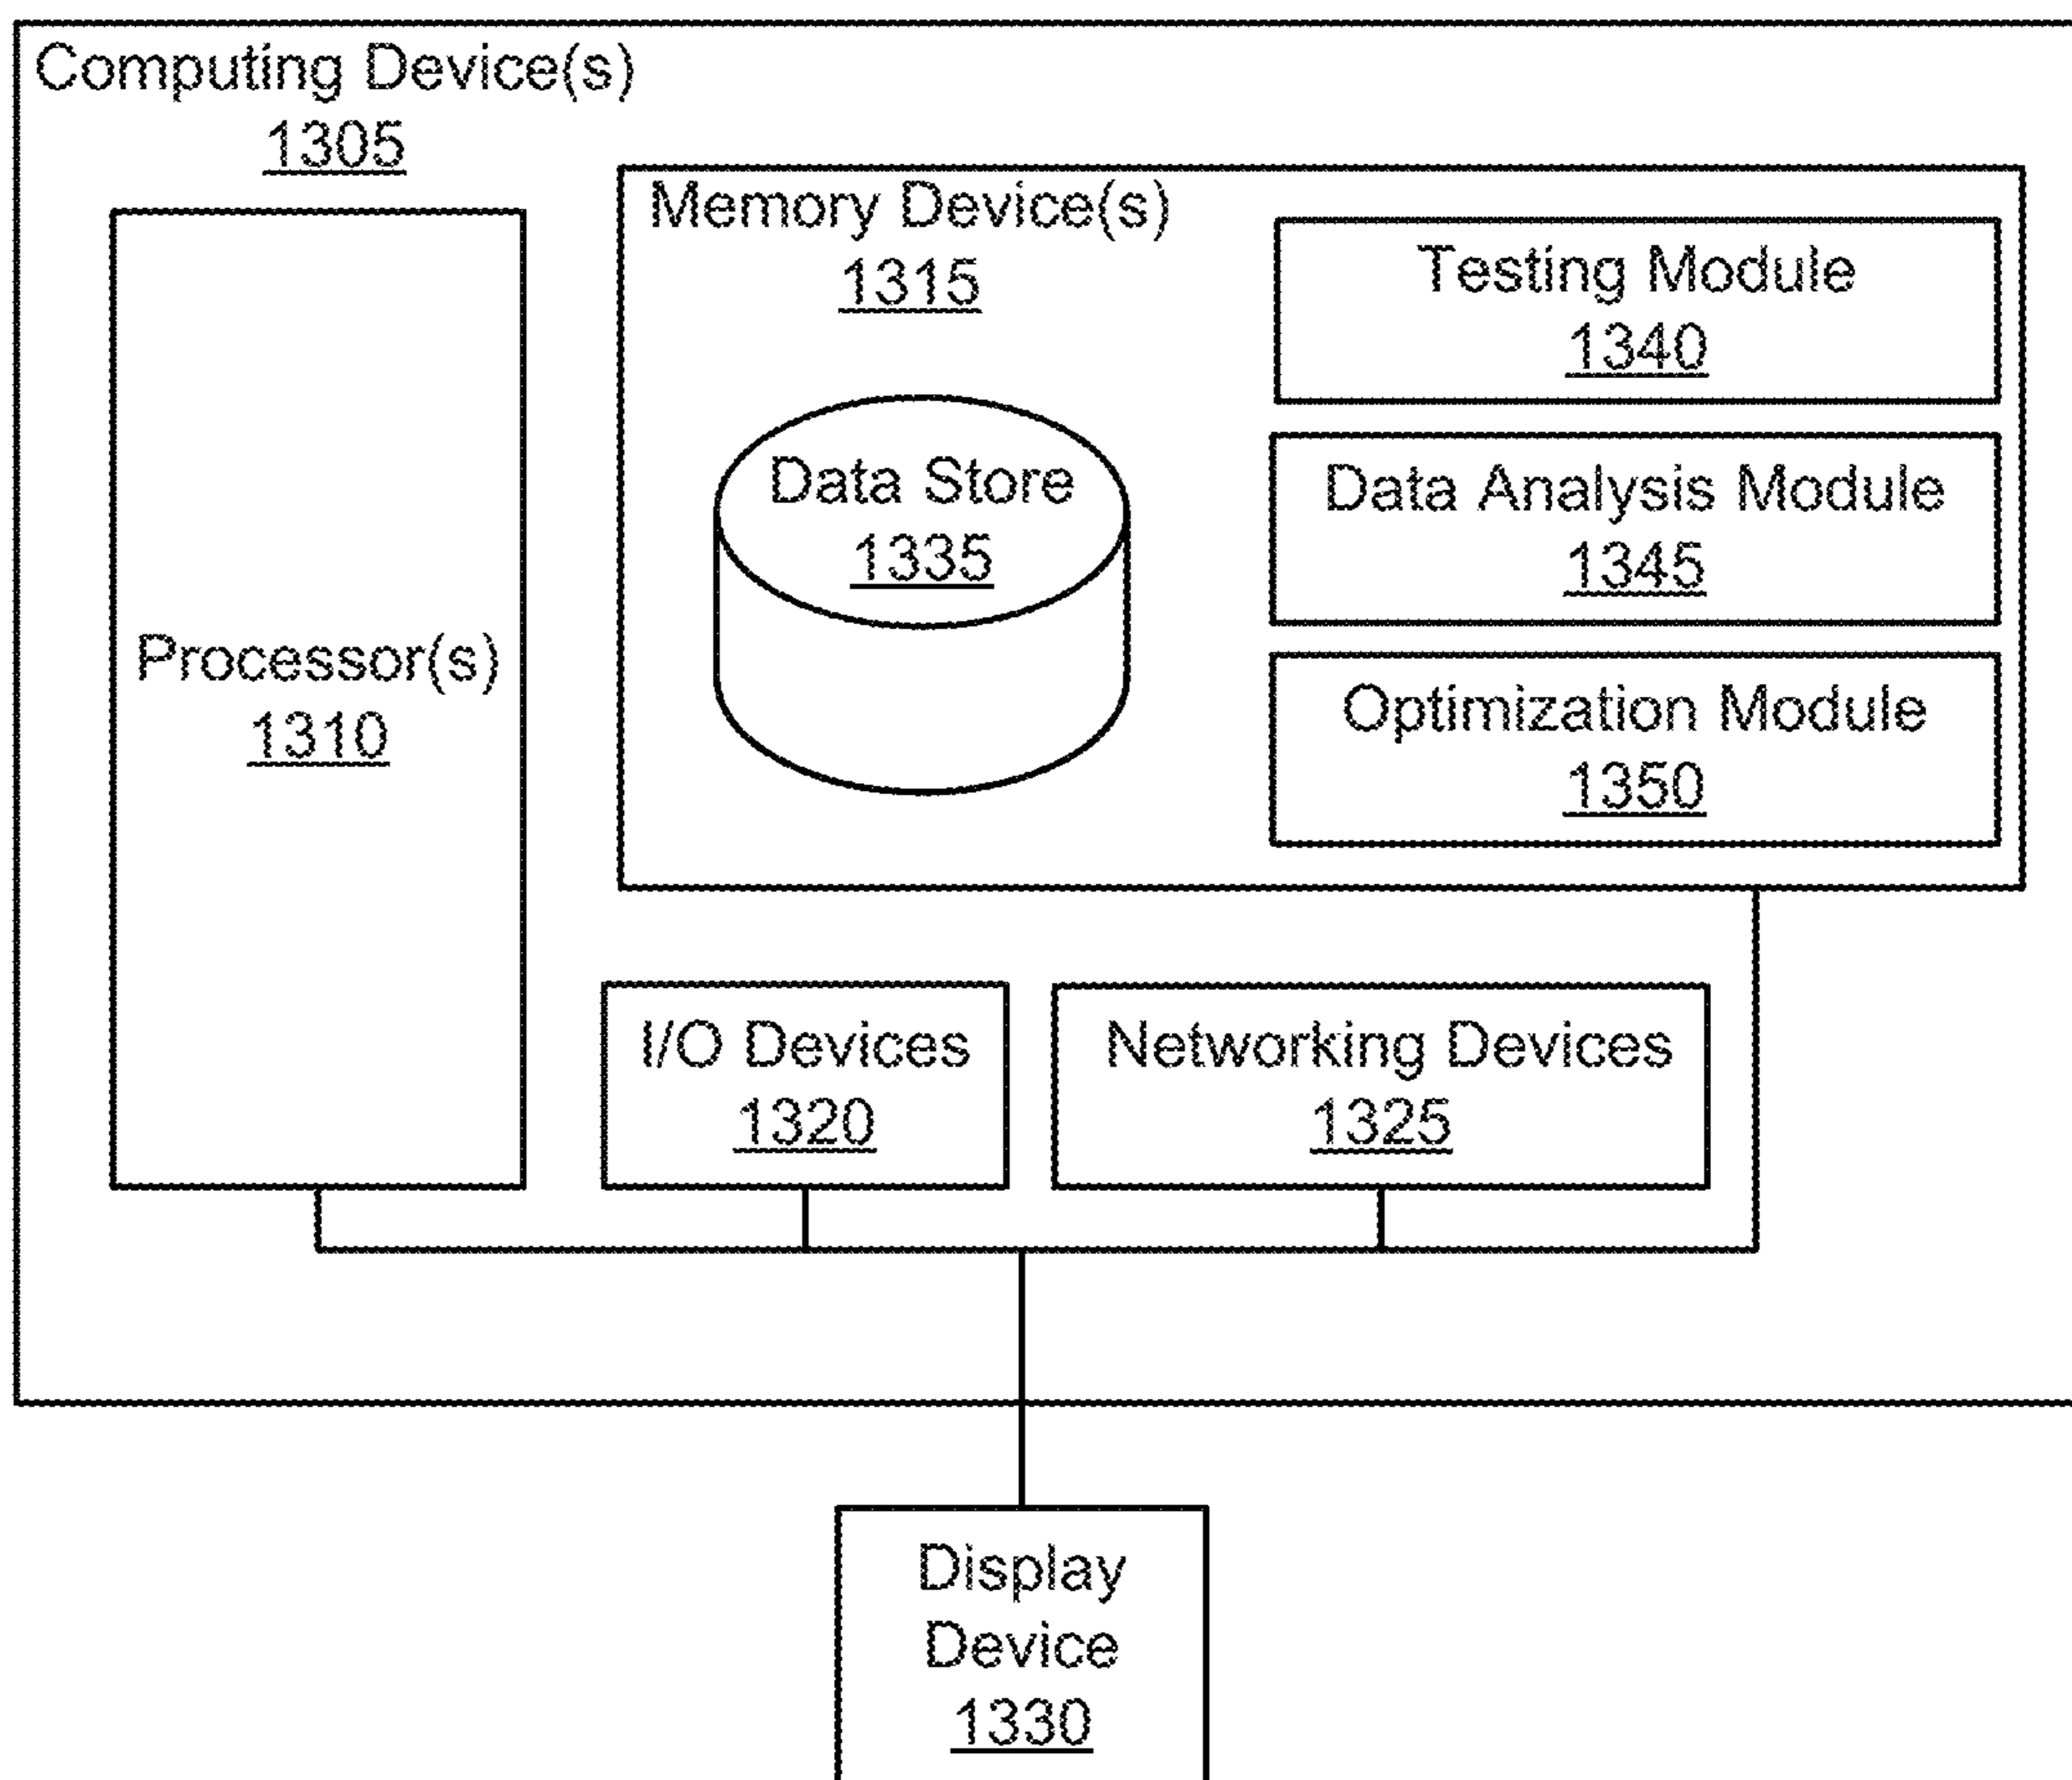 Computing Device(s)
1305
Processor(s)
1310
Memory Device(s)
1315
Data Store
1335
Testing Module
1340
Data Analysis Module
1345
Optimization Module
1350
I/O Devices
1320
Networking Devices
1325
Display
Device
1330